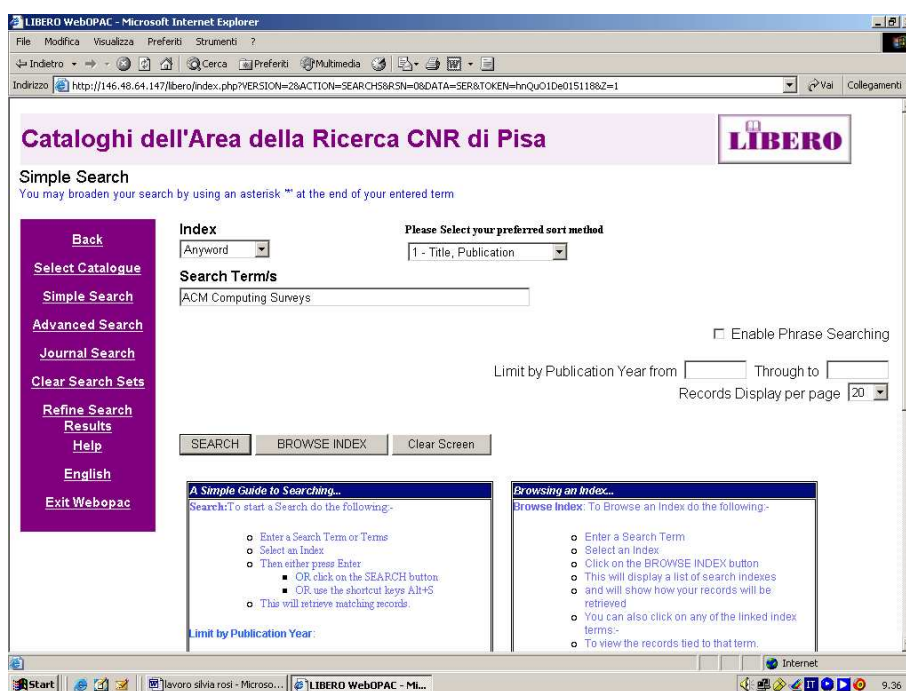 LIBERO WebOPAC - Microsoft Internet Explorer
File Modifica Visualizza Preferiti Strumenti ?
Indietro Cerca Preferiti Multimedia
Indirizzo http://146.48.64.147/libero/index.php?VERSION=2&ACTION=SEARCHS&RSN=0&DATA=SER&TOKEN=hnQuO1De015118&Z=1 Vai Collegamenti
Cataloghi dell'Area della Ricerca CNR di Pisa
LIBERO
Simple Search
You may broaden your search by using an asterisk '*' at the end of your entered term
Back
Select Catalogue
Simple Search
Advanced Search
Journal Search
Clear Search Sets
Refine Search
Results
Help
English
Exit Webopac
Index Please Select your preferred sort method
Anyword 1 - Title, Publication
Search Term/s
ACM Computing Surveys
Enable Phrase Searching
Limit by Publication Year from Through to
Records Display per page 20
SEARCH BROWSE INDEX Clear Screen
A Simple Guide to Searching...
Search:To start a Search do the following:-
Enter a Search Term or Terms
Select an Index
Then either press Enter
OR click on the SEARCH button
OR use the shortcut keys Alt+S
This will retrieve matching records.
Limit by Publication Year:
Browsing an Index...
Browse Index: To Browse an Index do the following:-
Enter a Search Term
Select an Index
Click on the BROWSE INDEX button
This will display a list of search indexes
and will show how your records will be
retrieved
You can also click on any of the linked index
terms:-
To view the records tied to that term.
Internet
Start lavoro silvia rosi - Microso... LIBERO WebOPAC - Mi... 9.36